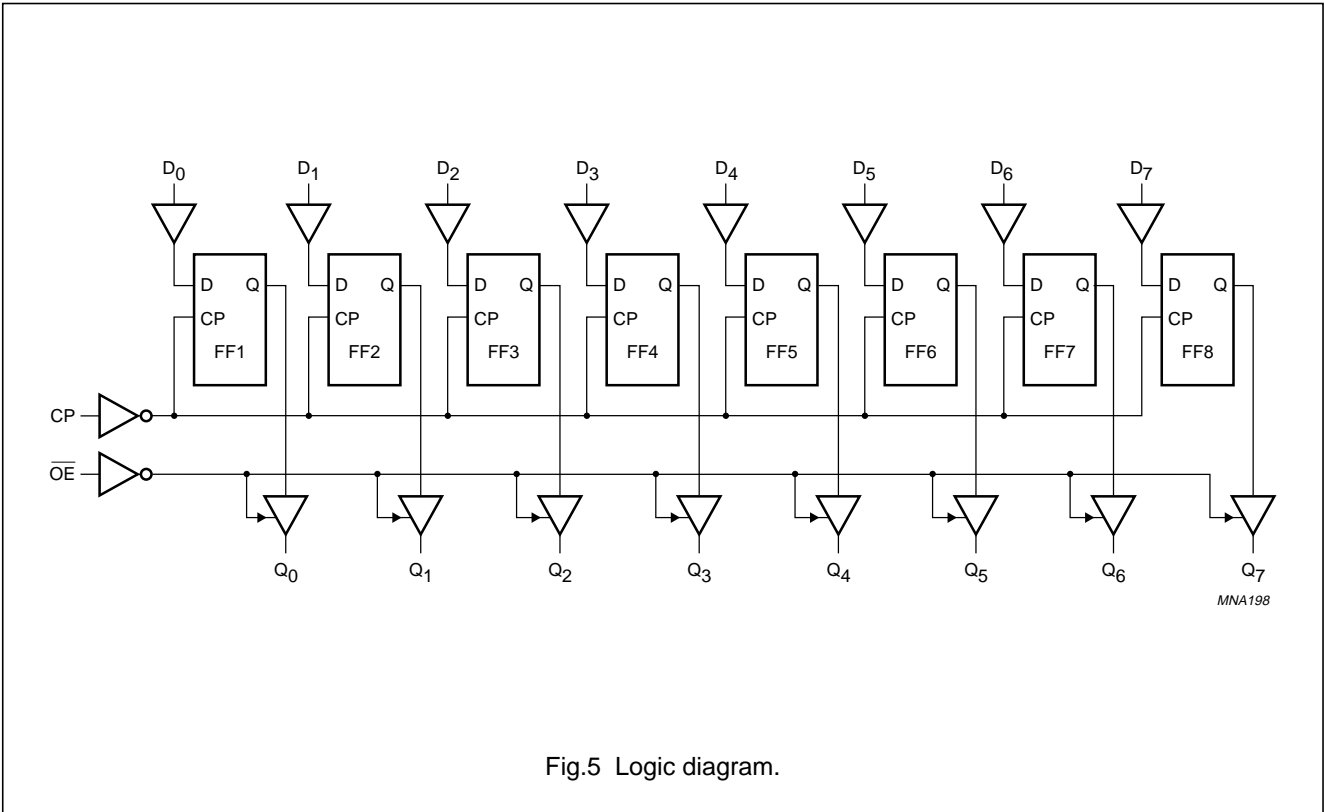 D0 D1 D2 D3 D4 D5 D6 D7
D Q D Q D Q D Q D Q D Q D Q D Q
CP CP CP CP CP CP CP CP
FF1 FF2 FF3 FF4 FF5 FF6 FF7 FF8
CP
O̅E̅
Q0 Q1 Q2 Q3 Q4 Q5 Q6 Q7
MNA198
Fig.5 Logic diagram.